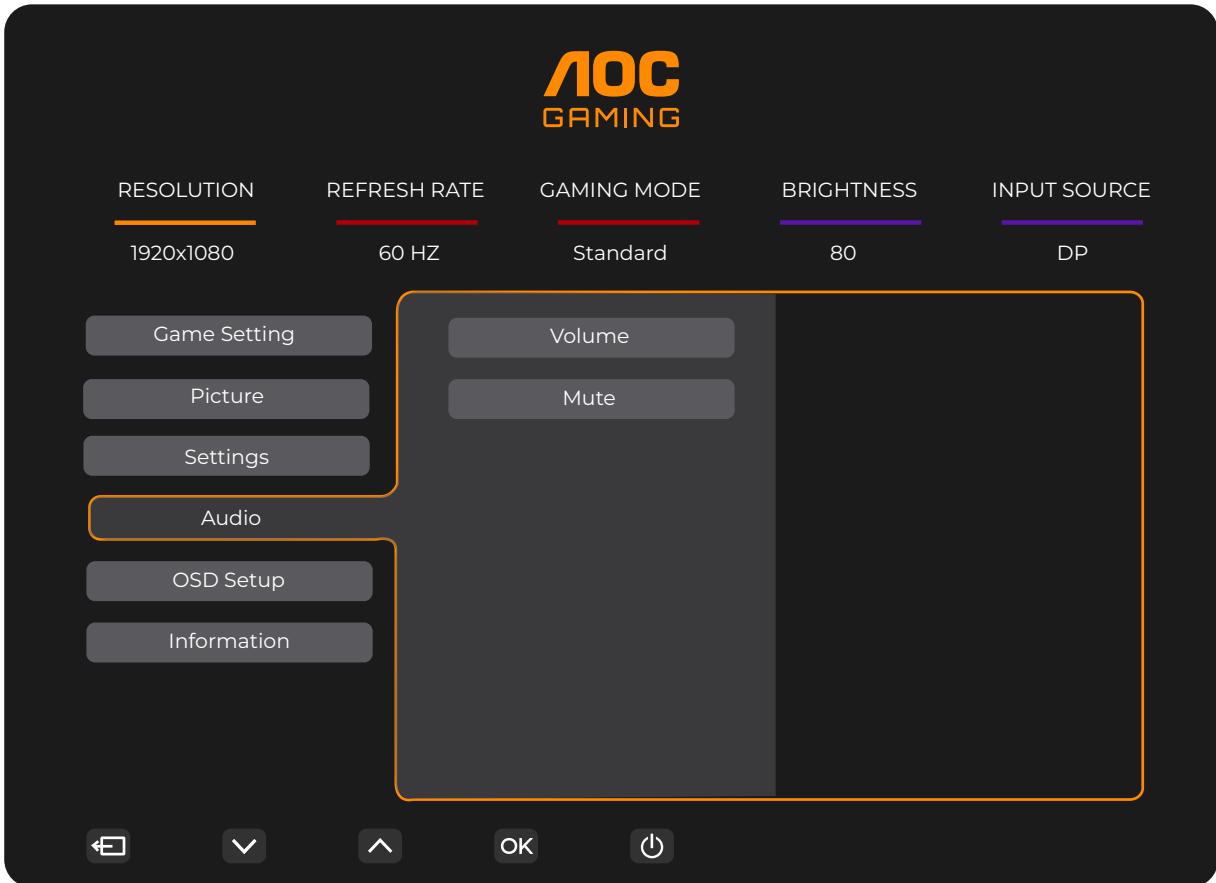 AOC
GAMING
RESOLUTION REFRESH RATE GAMING MODE BRIGHTNESS INPUT SOURCE
1920x1080 60 HZ Standard 80 DP
Game Setting
Picture
Settings
Audio
OSD Setup
Information
Volume
Mute
OK